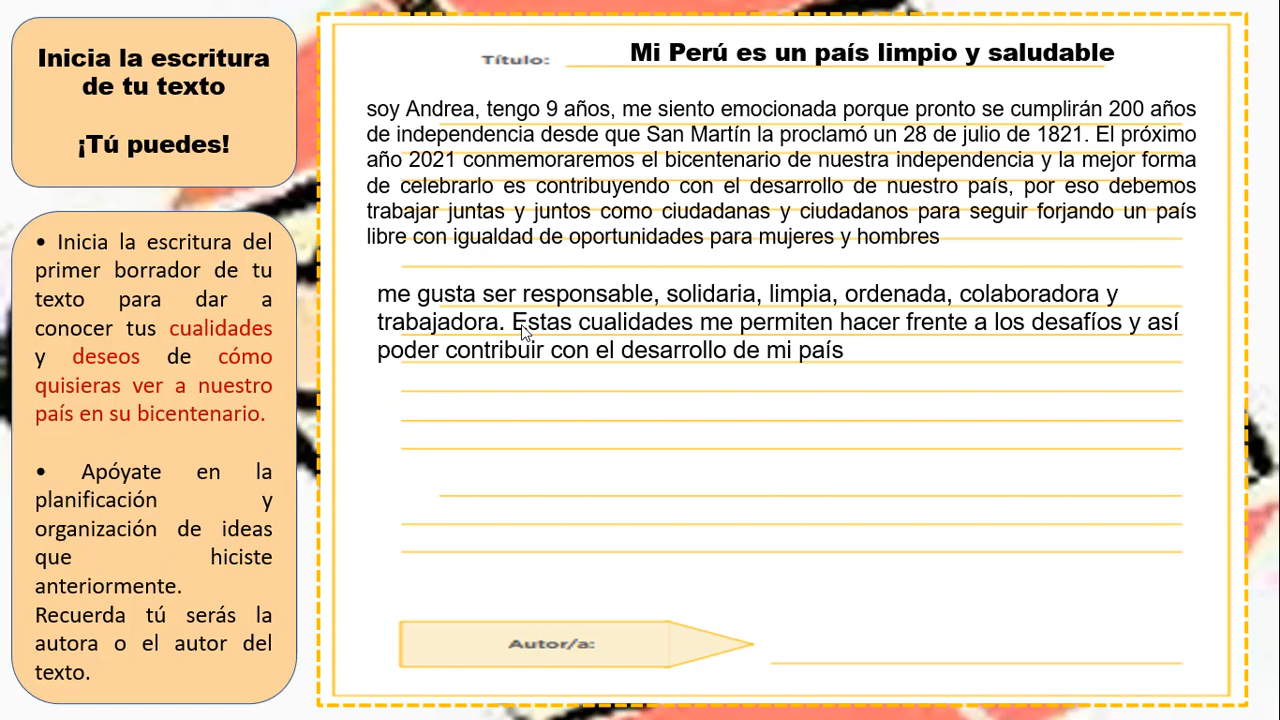 Inicia la escritura
de tu texto
¡Tú puedes!
• Inicia la escritura del
primer borrador de tu
texto para dar a
conocer tus cualidades
y deseos de cómo
quisieras ver a nuestro
país en su bicentenario.
• Apóyate en la
planificación y
organización de ideas
que hiciste
anteriormente.
Recuerda tú serás la
autora o el autor del
texto.
Título: Mi Perú es un país limpio y saludable
soy Andrea, tengo 9 años, me siento emocionada porque pronto se cumplirán 200 años
de independencia desde que San Martín la proclamó un 28 de julio de 1821. El próximo
año 2021 conmemoraremos el bicentenario de nuestra independencia y la mejor forma
de celebrarlo es contribuyendo con el desarrollo de nuestro país, por eso debemos
trabajar juntas y juntos como ciudadanas y ciudadanos para seguir forjando un país
libre con igualdad de oportunidades para mujeres y hombres
me gusta ser responsable, solidaria, limpia, ordenada, colaboradora y
trabajadora. Estas cualidades me permiten hacer frente a los desafíos y así
poder contribuir con el desarrollo de mi país
Autor/a: